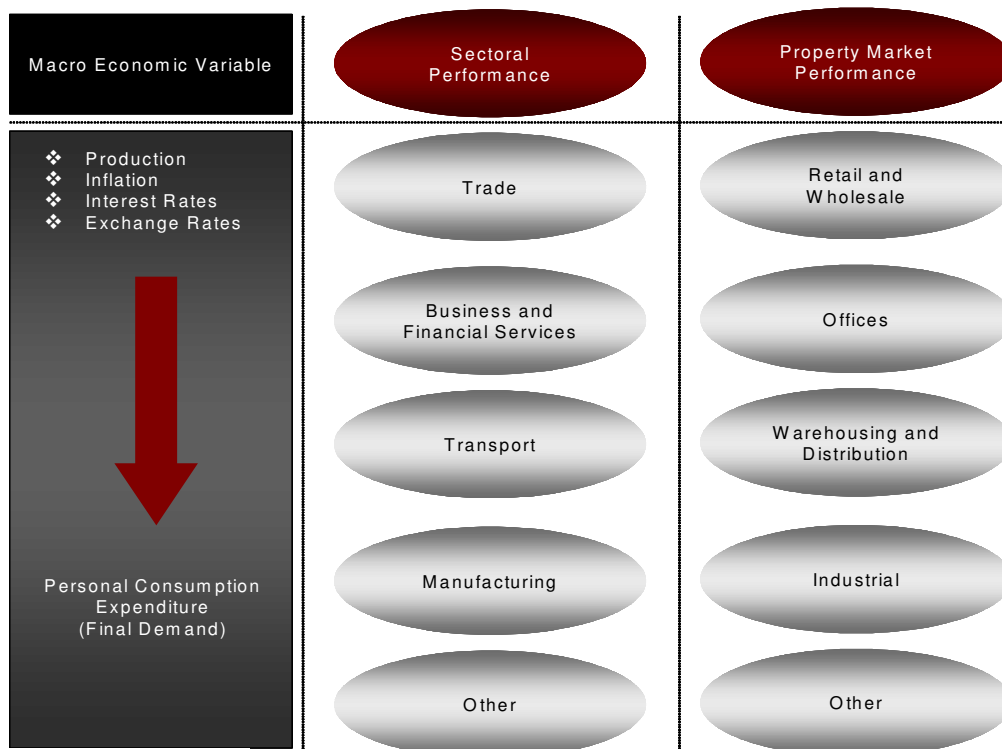 Macro Economic Variable
Sectoral
Performance
Property Market
Performance
❖ Production
❖ Inflation
❖ Interest Rates
❖ Exchange Rates
Personal Consumption
Expenditure
(Final Demand)
Trade
Retail and
Wholesale
Business and
Financial Services
Offices
Transport
Warehousing and
Distribution
Manufacturing
Industrial
Other
Other